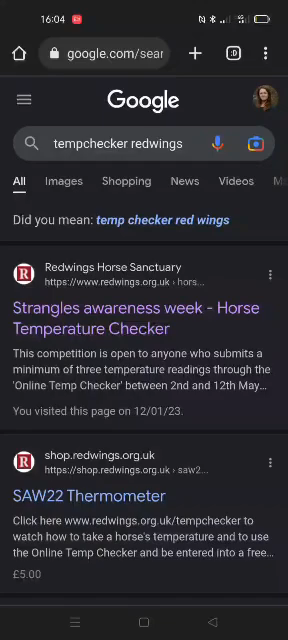 16:04
google.com/sear
:D
Google
tempchecker redwings
All Images Shopping News Videos M
Did you mean: temp checker red wings
R
Redwings Horse Sanctuary
https://www.redwings.org.uk › hors...
Strangles awareness week - Horse
Temperature Checker
This competition is open to anyone who submits a
minimum of three temperature readings through the
'Online Temp Checker' between 2nd and 12th May...
You visited this page on 12/01/23.
R
shop.redwings.org.uk
https://shop.redwings.org.uk › saw2...
SAW22 Thermometer
Click here www.redwings.org.uk/tempchecker to
watch how to take a horse's temperature and to use
the Online Temp Checker and be entered into a free...
£5.00